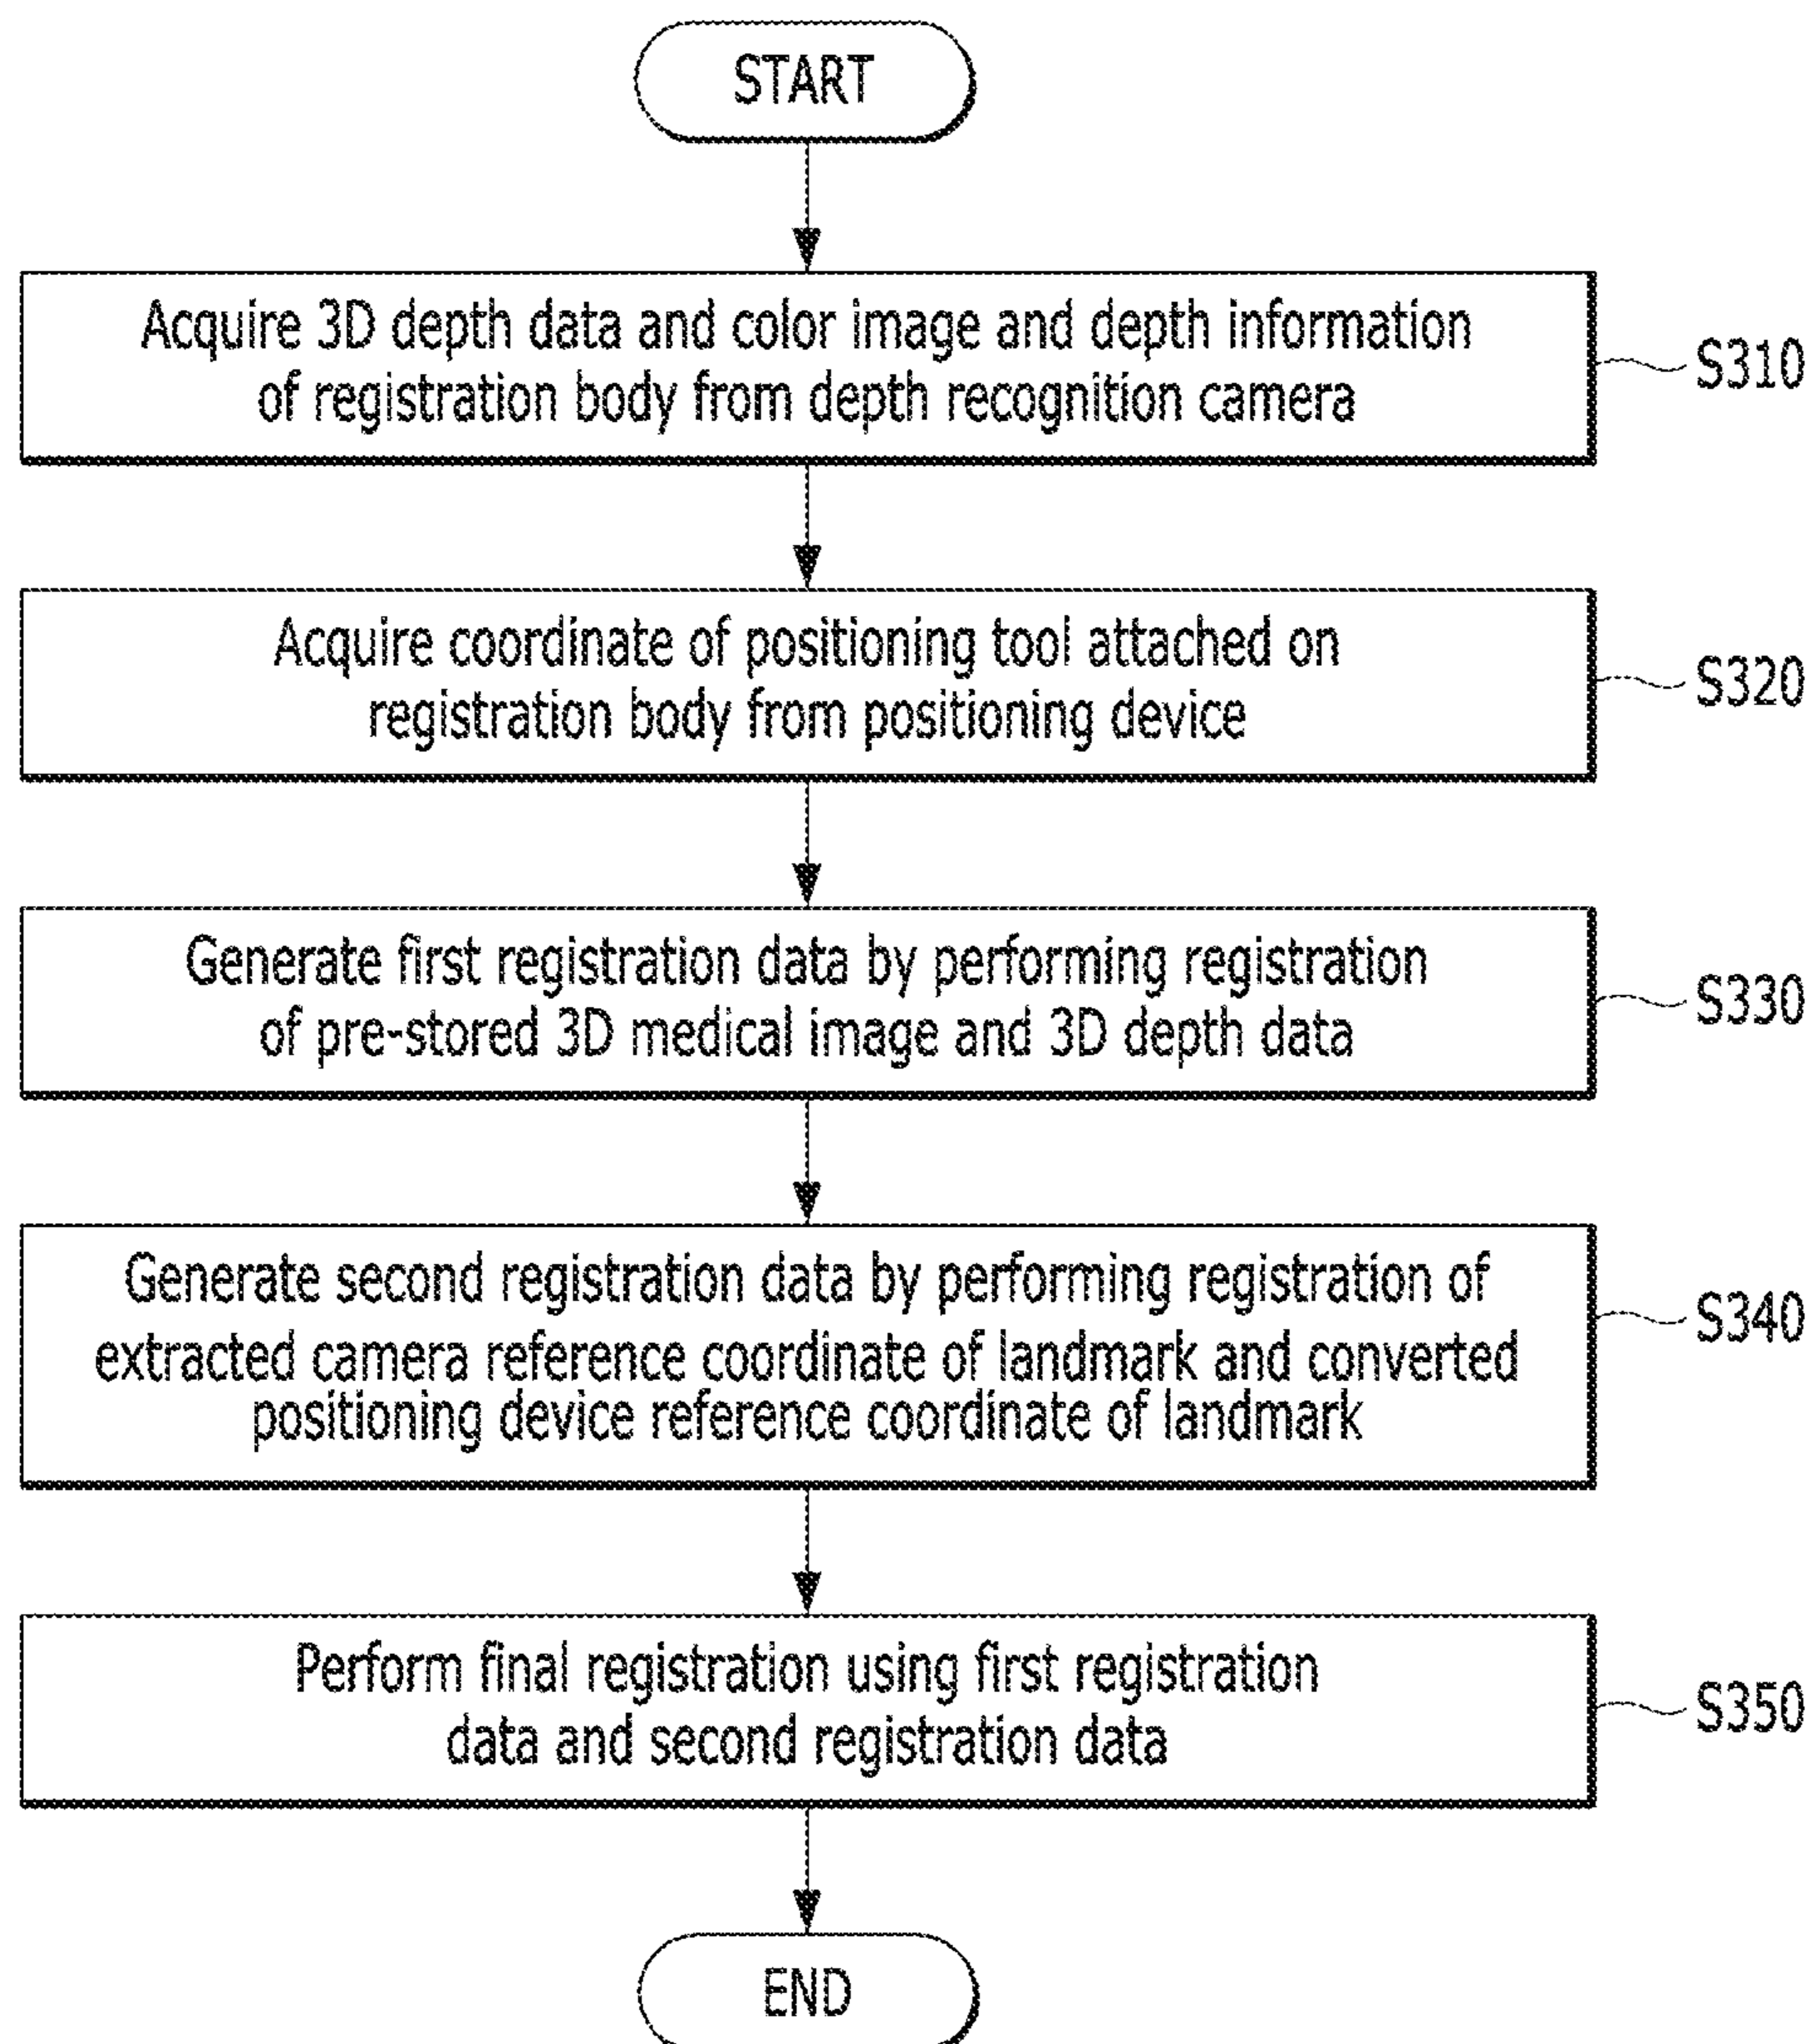 START
Acquire 3D depth data and color image and depth information
of registration body from depth recognition camera
S310
Acquire coordinate of positioning tool attached on
registration body from positioning device
S320
Generate first registration data by performing registration
of pre-stored 3D medical image and 3D depth data
S330
Generate second registration data by performing registration of
extracted camera reference coordinate of landmark and converted
positioning device reference coordinate of landmark
S340
Perform final registration using first registration
data and second registration data
S350
END